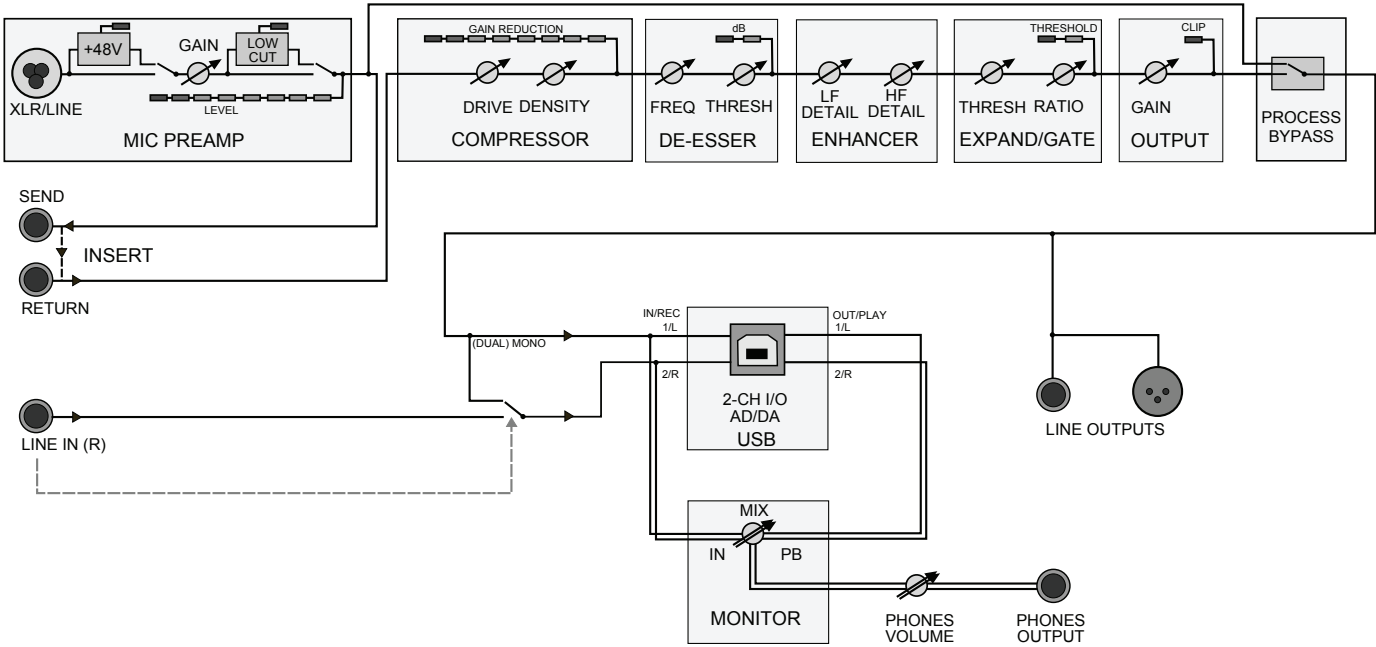 +48V
GAIN
LOW
CUT
XLR/LINE
LEVEL
MIC PREAMP
GAIN REDUCTION
DRIVE DENSITY
COMPRESSOR
dB
FREQ THRESH
DE-ESSER
LF
DETAIL
HF
DETAIL
ENHANCER
THRESHOLD
THRESH RATIO
EXPAND/GATE
CLIP
GAIN
OUTPUT
PROCESS
BYPASS
SEND
INSERT
RETURN
IN/REC
1/L
OUT/PLAY
1/L
(DUAL) MONO
2/R
2/R
2-CH I/O
AD/DA
USB
LINE IN (R)
LINE OUTPUTS
MIX
IN
PB
MONITOR
PHONES
VOLUME
PHONES
OUTPUT